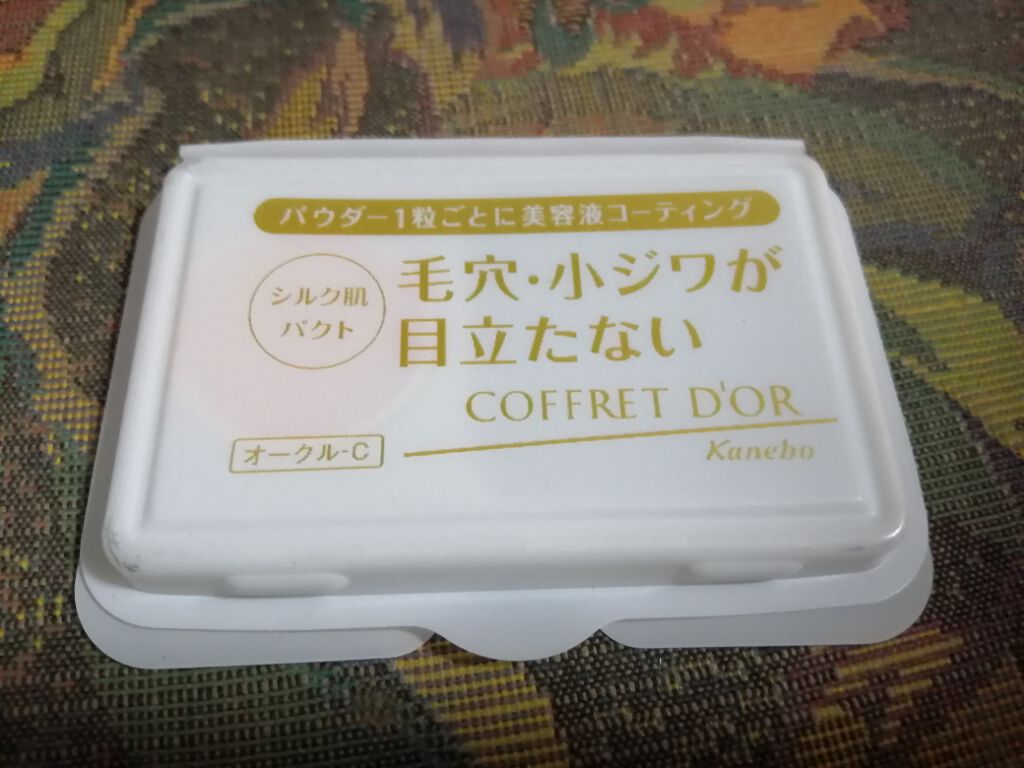 パウダー1粒ごとに美容液コーティング
シルク肌
パクト
毛穴・小ジワが
目立たない
COFFRET D'OR
オークル-C
Kanebo